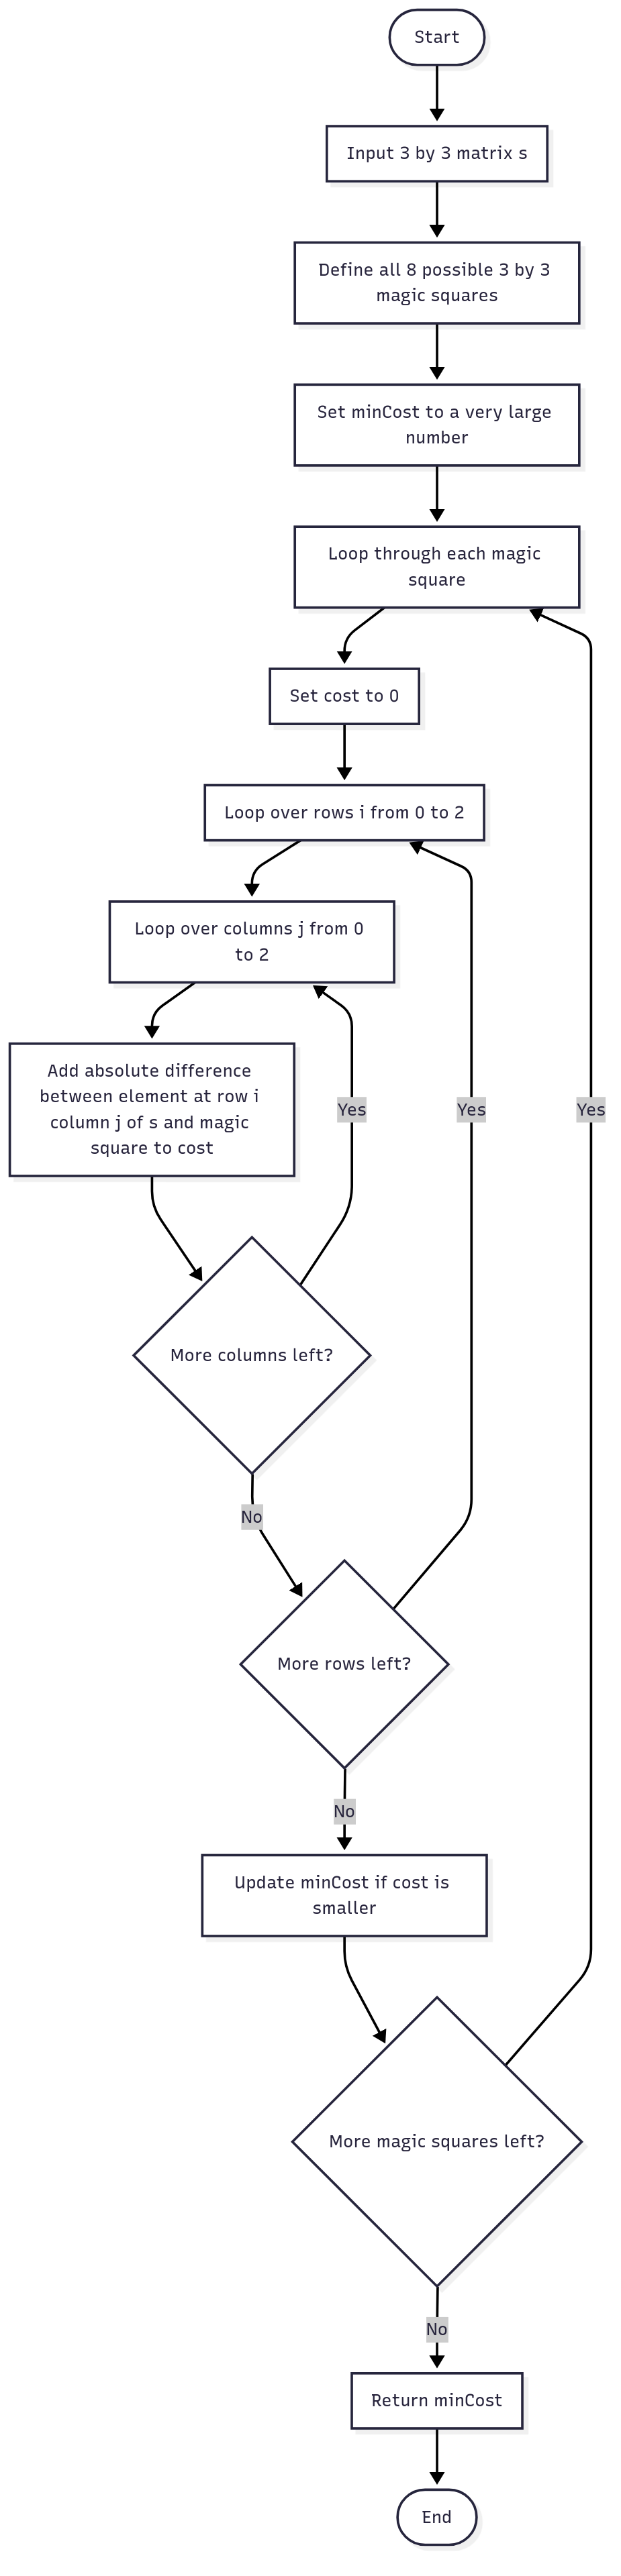 Start
Input 3 by 3 matrix s
Define all 8 possible 3 by 3
magic squares
Set minCost to a very large
number
Loop through each magic
square
Set cost to 0
Loop over rows i from 0 to 2
Loop over columns j from 0
to 2
Add absolute difference
between element at row i
column j of s and magic
square to cost
Yes
Yes
Yes
More columns left?
No
More rows left?
No
Update minCost if cost is
smaller
More magic squares left?
No
Return minCost
End